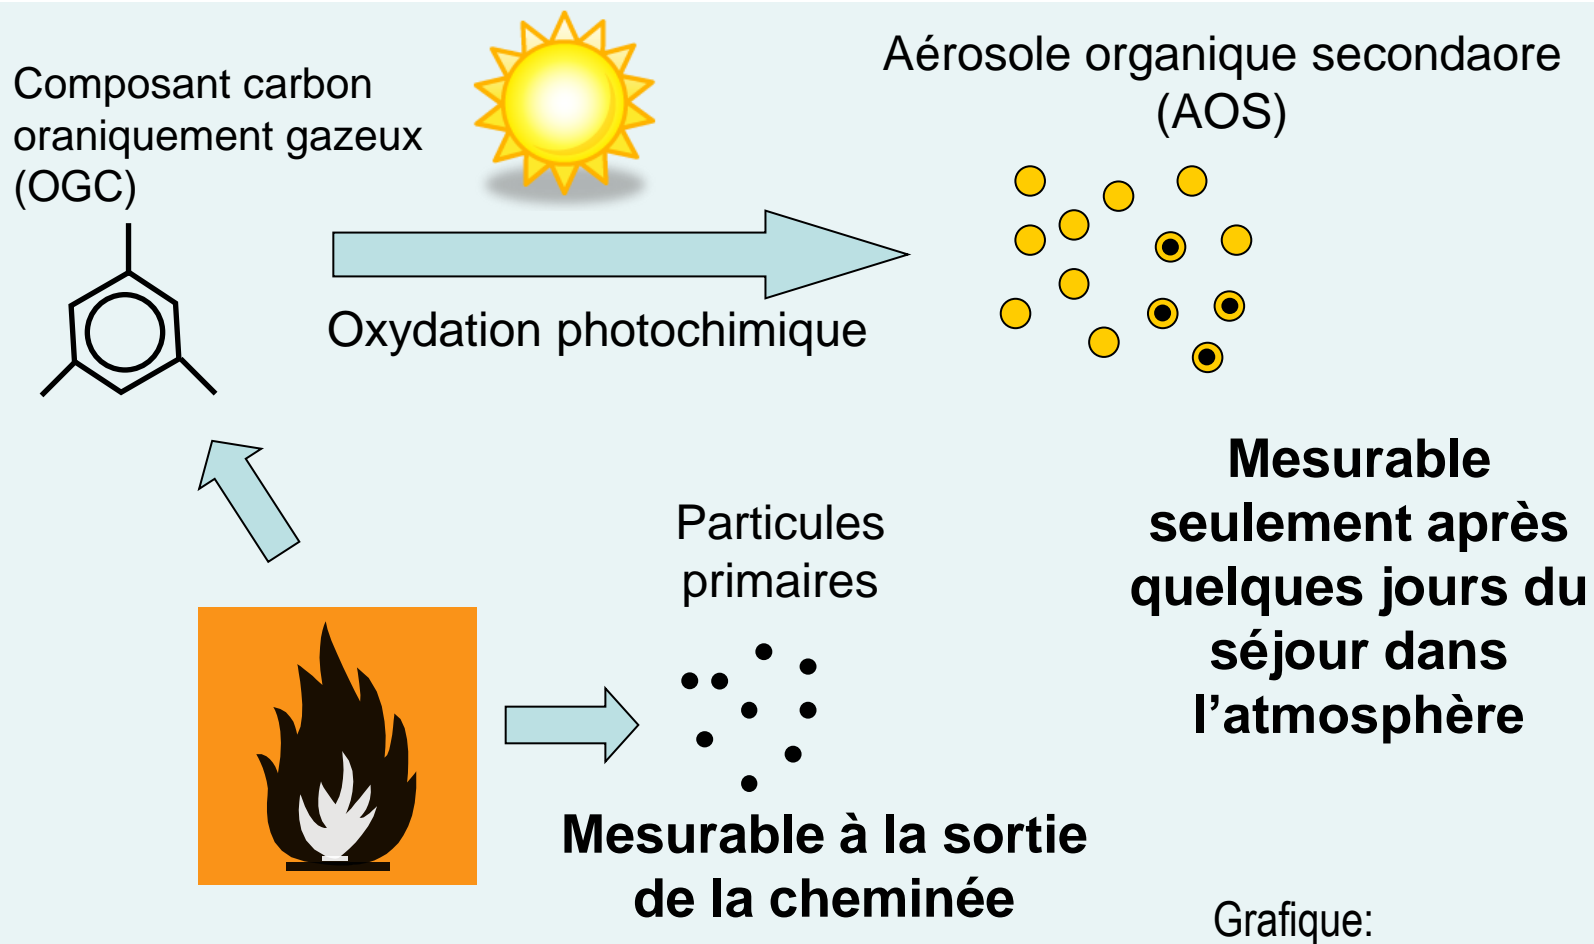 Composant carbon
oraniquement gazeux
(OGC)
Aérosole organique secondaore
(AOS)
Oxydation photochimique
Particules
primaires
Mesurable
seulement après
quelques jours du
séjour dans
l’atmosphère
Mesurable à la sortie
de la cheminée
Grafique: